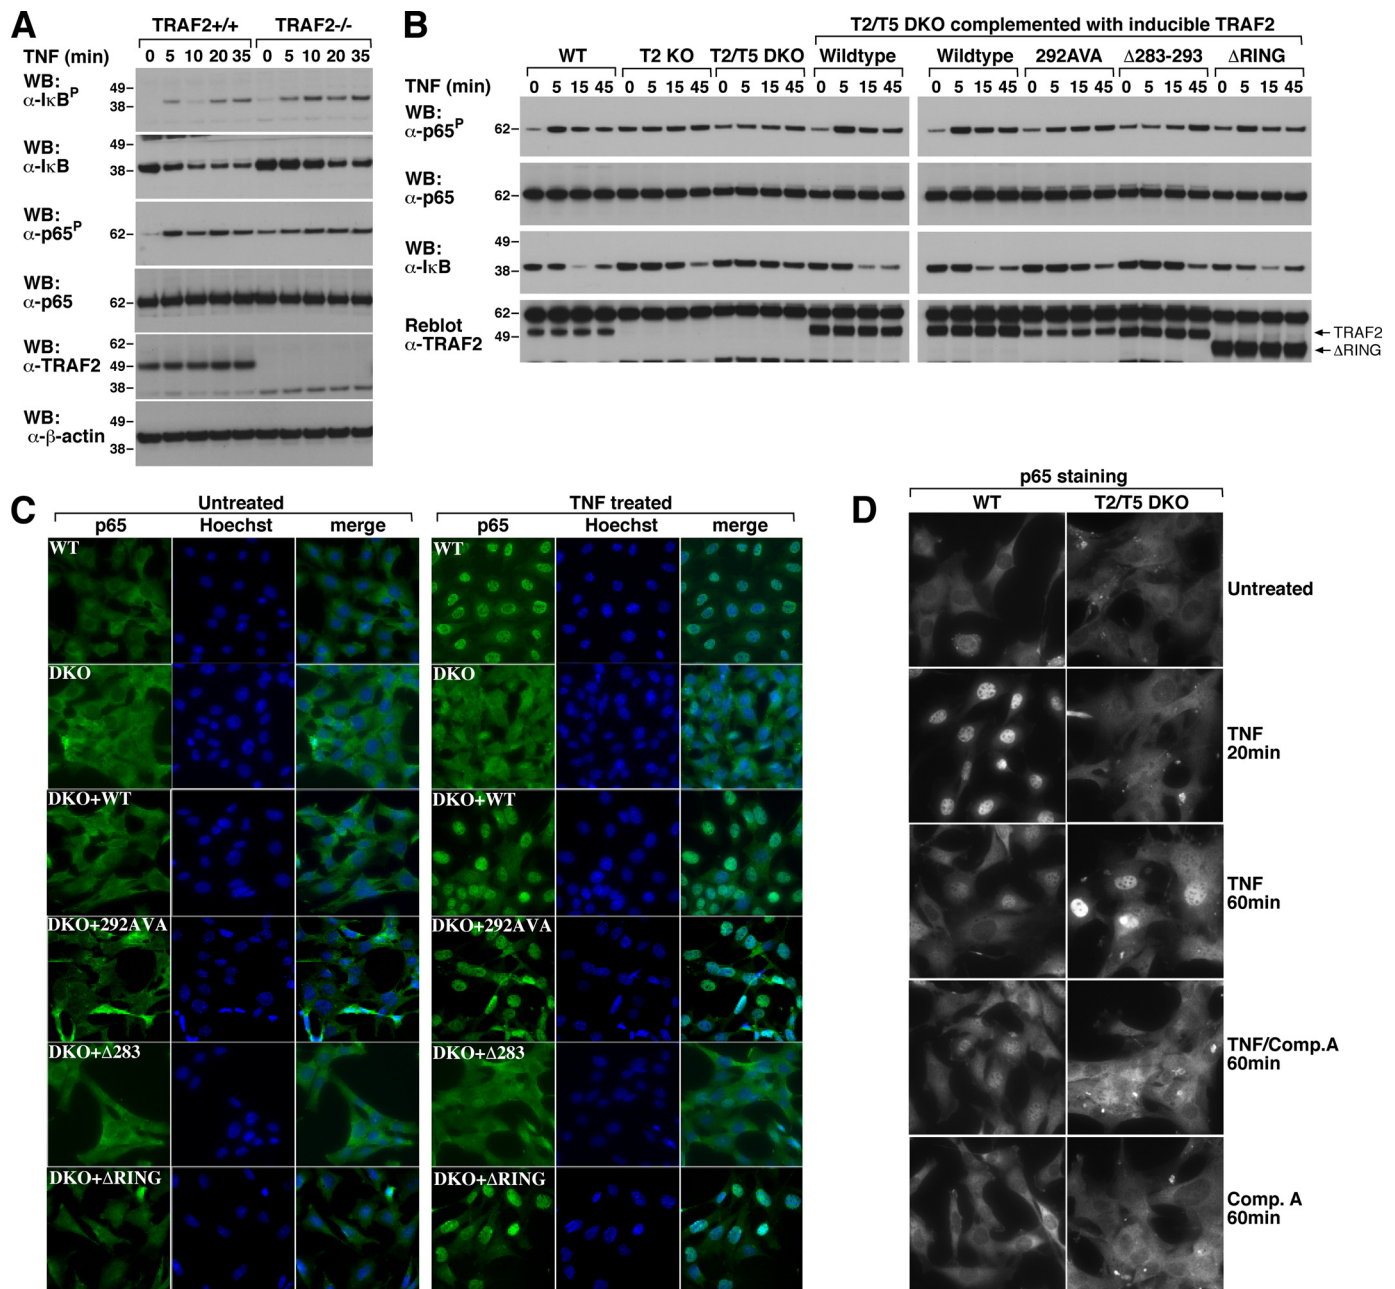 A
TRAF2+/+ TRAF2-/-
TNF (min) 0 5 10 20 35 0 5 10 20 35
WB:
α-IκBᴾ
49
38
WB:
α-IκB
49
38
WB:
α-p65ᴾ
62
WB:
α-p65
62
WB:
α-TRAF2
62
49
38
WB:
α-β-actin
49
38
B
T2/T5 DKO complemented with inducible TRAF2
WT T2 KO T2/T5 DKO Wildtype Wildtype 292AVA Δ283-293 ΔRING
TNF (min) 0 5 15 45 0 5 15 45 0 5 15 45 0 5 15 45 0 5 15 45 0 5 15 45 0 5 15 45 0 5 15 45
WB:
α-p65ᴾ
62
WB:
α-p65
62
WB:
α-IκB
49
38
Reblot
α-TRAF2
62
49
TRAF2
ΔRING
C
Untreated TNF treated
p65 Hoechst merge p65 Hoechst merge
WT WT
DKO DKO
DKO+WT DKO+WT
DKO+292AVA DKO+292AVA
DKO+Δ283 DKO+Δ283
DKO+ΔRING DKO+ΔRING
D
p65 staining
WT T2/T5 DKO
Untreated
TNF
20min
TNF
60min
TNF/Comp.A
60min
Comp. A
60min